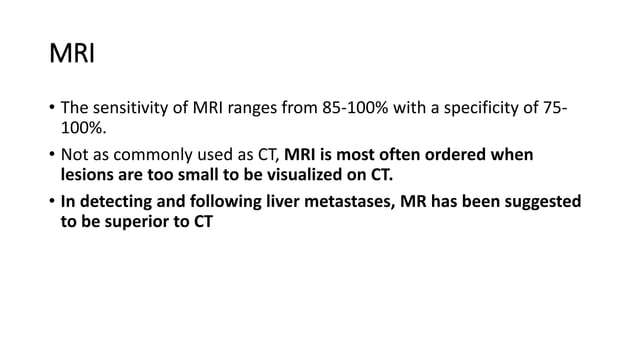 MRI
• The sensitivity of MRI ranges from 85-100% with a specificity of 75-
100%.
• Not as commonly used as CT, MRI is most often ordered when
lesions are too small to be visualized on CT.
• In detecting and following liver metastases, MR has been suggested
to be superior to CT